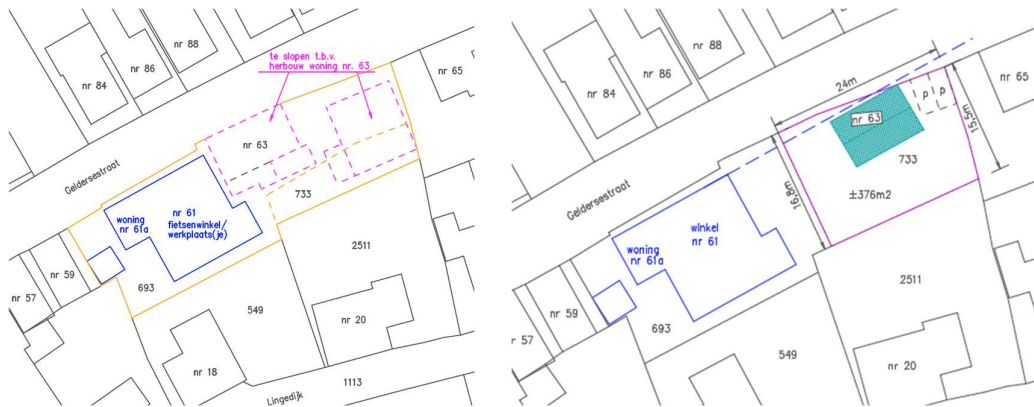 nr 88
te slopen t.b.v.
herbouw woning nr. 63
nr 86
nr 84
nr 65
nr 63
Geldersestraat
733
nr 61
woning
nr 61a
fietsenwinkel/
werkplaats(je)
2511
nr 59
nr 57
693
549
nr 20
nr 18
1113
Lingedijk
nr 88
24m
nr 86
nr 84
nr 65
P P
nr 63
15.5m
733
Geldersestraat
16.8m
±376m2
winkel
nr 61
woning
nr 61a
2511
nr 59
693
r 57
549
nr 20